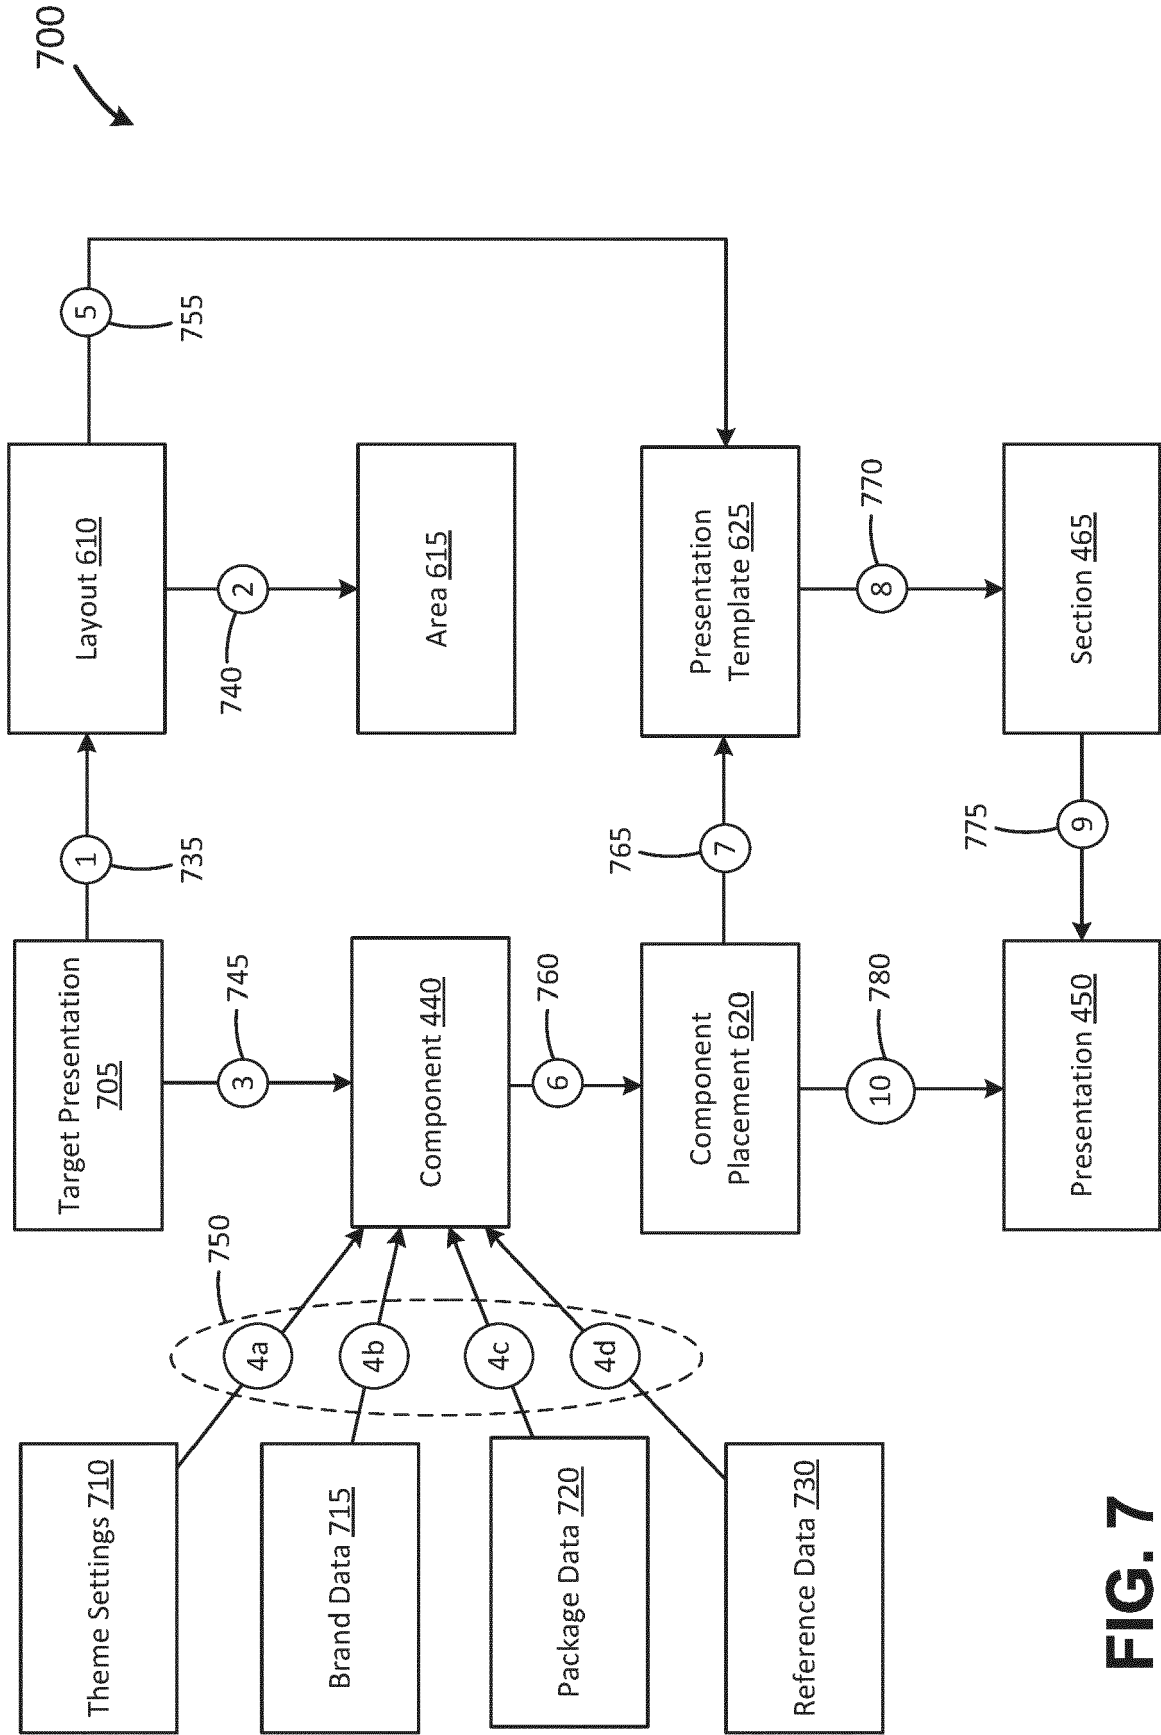 700
Target Presentation
705
1
735
Layout 610
5
755
2
740
Area 615
3
745
Theme Settings 710
Brand Data 715
Package Data 720
Reference Data 730
4a
4b
4c
4d
750
Component 440
6
760
Component
Placement 620
7
765
Presentation
Template 625
8
770
Section 465
9
775
10
780
Presentation 450
FIG. 7